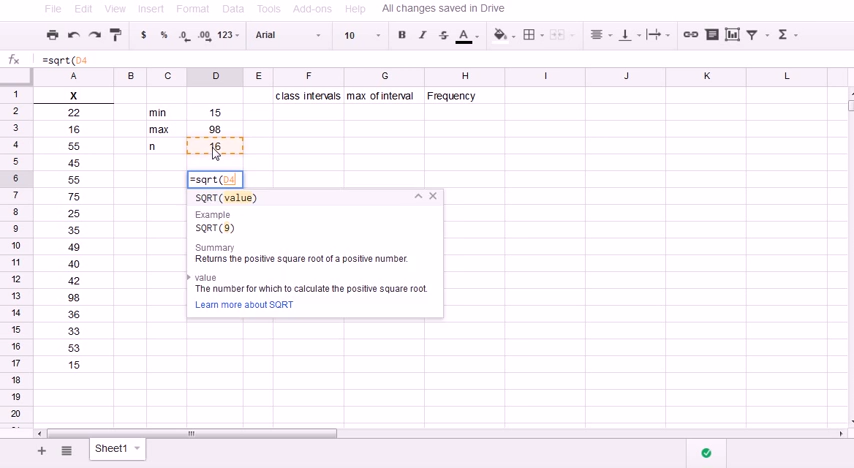 File Edit View Insert Format Data Tools Add-ons Help All changes saved in Drive
$ % .0 .00 123 Arial 10 B I S A Σ
fx =sqrt(D4
A B C D E F G H I J K L
1 X class intervals max of interval Frequency
2 22 min 15
3 16 max 98
4 55 n 16
5 45
6 55 =sqrt(D4
7 75 SQRT(value)
8 25 Example
9 35 SQRT(9)
10 49 Summary
11 40 Returns the positive square root of a positive number.
12 42 value
13 98 The number for which to calculate the positive square root.
14 36 Learn more about SQRT
15 33
16 53
17 15
18
19
20
Sheet1